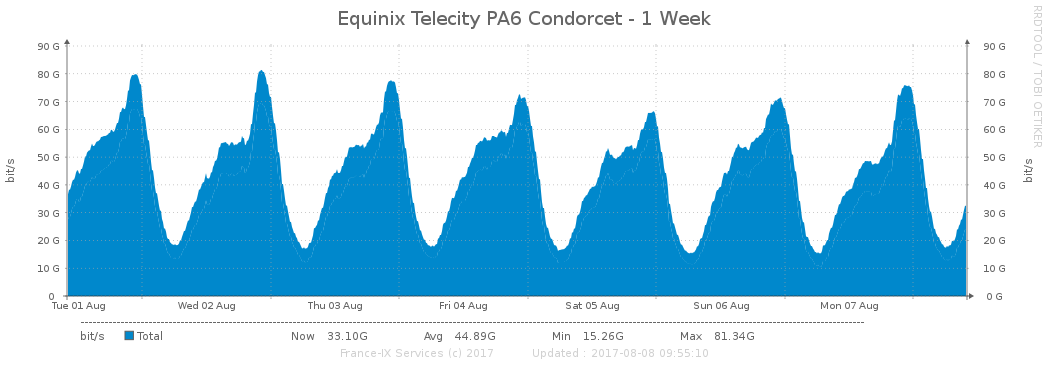 Equinix Telecity PA6 Condorcet - 1 Week
RRDTOOL / TOBI OETIKER
90 G 90 G
80 G 80 G
70 G 70 G
60 G 60 G
50 G 50 G
40 G 40 G
30 G 30 G
20 G 20 G
10 G 10 G
0 0 G
bit/s bit/s
Tue 01 Aug Wed 02 Aug Thu 03 Aug Fri 04 Aug Sat 05 Aug Sun 06 Aug Mon 07 Aug
bit/s Total Now 33.10G Avg 44.89G Min 15.26G Max 81.34G
France-IX Services (c) 2017 Updated : 2017-08-08 09:55:10